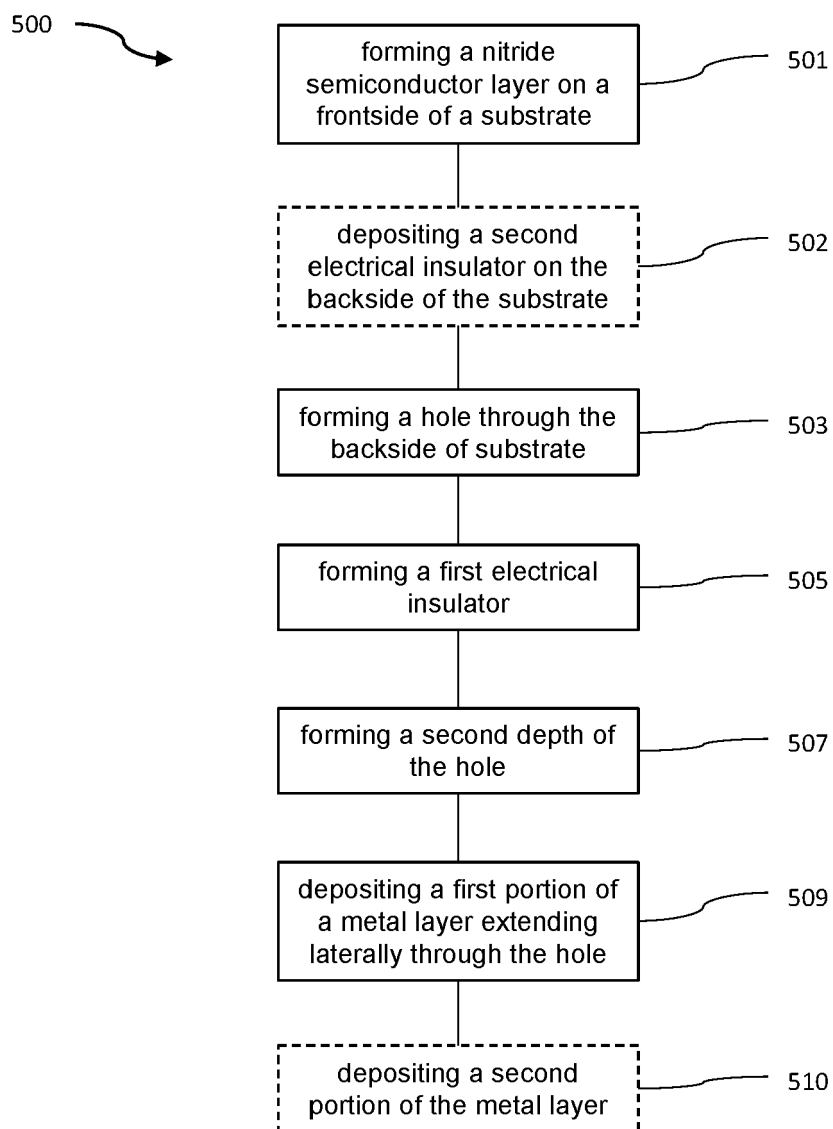 500
forming a nitride
semiconductor layer on a
frontside of a substrate
501
depositing a second
electrical insulator on the
backside of the substrate
502
forming a hole through the
backside of substrate
503
forming a first electrical
insulator
505
forming a second depth of
the hole
507
depositing a first portion of
a metal layer extending
laterally through the hole
509
depositing a second
portion of the metal layer
510